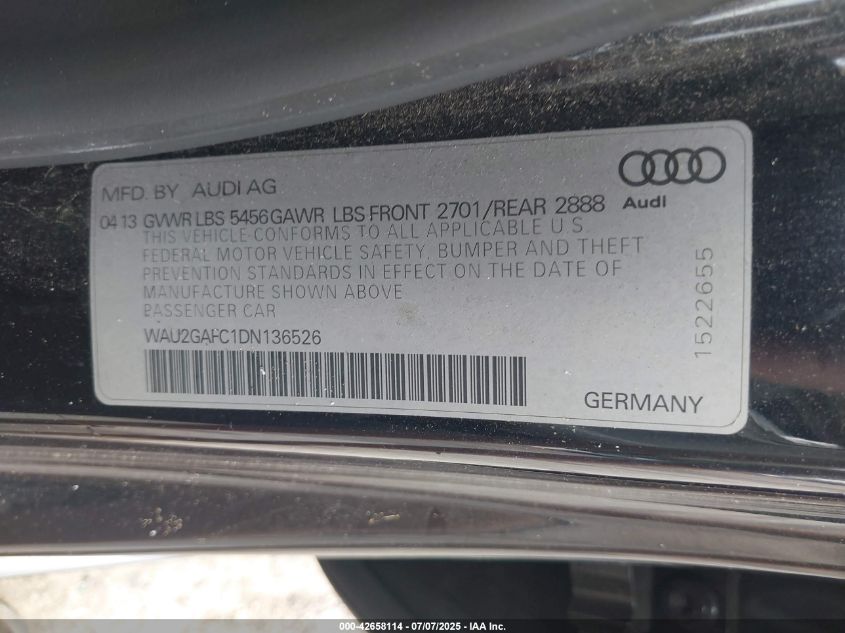 MFD. BY AUDI AG
Audi
04 13 GVWR LBS 5456 GAWR LBS FRONT 2701/REAR 2888
THIS VEHICLE CONFORMS TO ALL APPLICABLE U.S.
FEDERAL MOTOR VEHICLE SAFETY, BUMPER AND THEFT
PREVENTION STANDARDS IN EFFECT ON THE DATE OF
MANUFACTURE SHOWN ABOVE
PASSENGER CAR
WAU2GAFC1DN136526
GERMANY
1522655
000-42658114 - 07/07/2025 - IAA Inc.